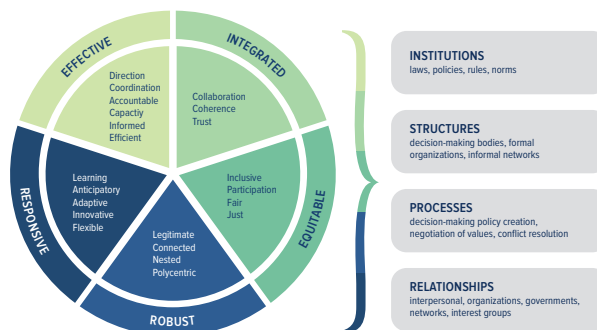 EFFECTIVE
Direction
Coordination
Accountable
Capactiy
Informed
Efficient
INTEGRATED
Collaboration
Coherence
Trust
EQUITABLE
Inclusive
Participation
Fair
Just
ROBUST
Legitimate
Connected
Nested
Polycentric
RESPONSIVE
Learning
Anticipatory
Adaptive
Innovative
Flexible
INSTITUTIONS
laws, policies, rules, norms
STRUCTURES
decision-making bodies, formal
organizations, informal networks
PROCESSES
decision-making policy creation,
negotiation of values, conflict resolution
RELATIONSHIPS
interpersonal, organizations, governments,
networks, interest groups